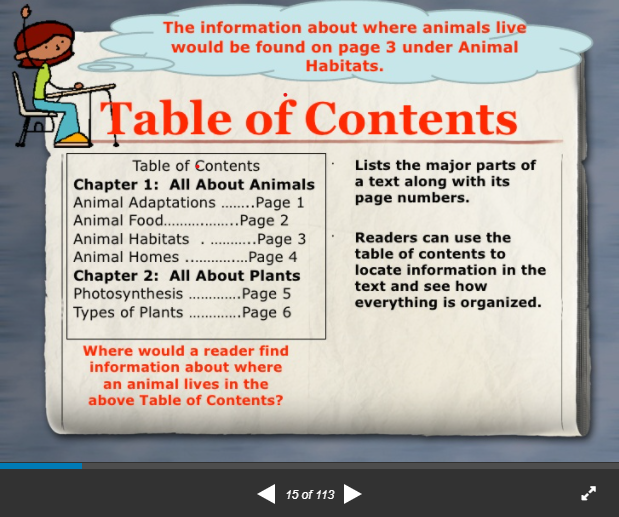 The information about where animals live
would be found on page 3 under Animal
Habitats.
Table of Contents
Table of Contents
Chapter 1: All About Animals
Animal Adaptations ........Page 1
Animal Food..................Page 2
Animal Habitats . ...........Page 3
Animal Homes ...............Page 4
Chapter 2: All About Plants
Photosynthesis .............Page 5
Types of Plants .............Page 6
Where would a reader find
information about where
an animal lives in the
above Table of Contents?
· Lists the major parts of
a text along with its
page numbers.
· Readers can use the
table of contents to
locate information in the
text and see how
everything is organized.
15 of 113